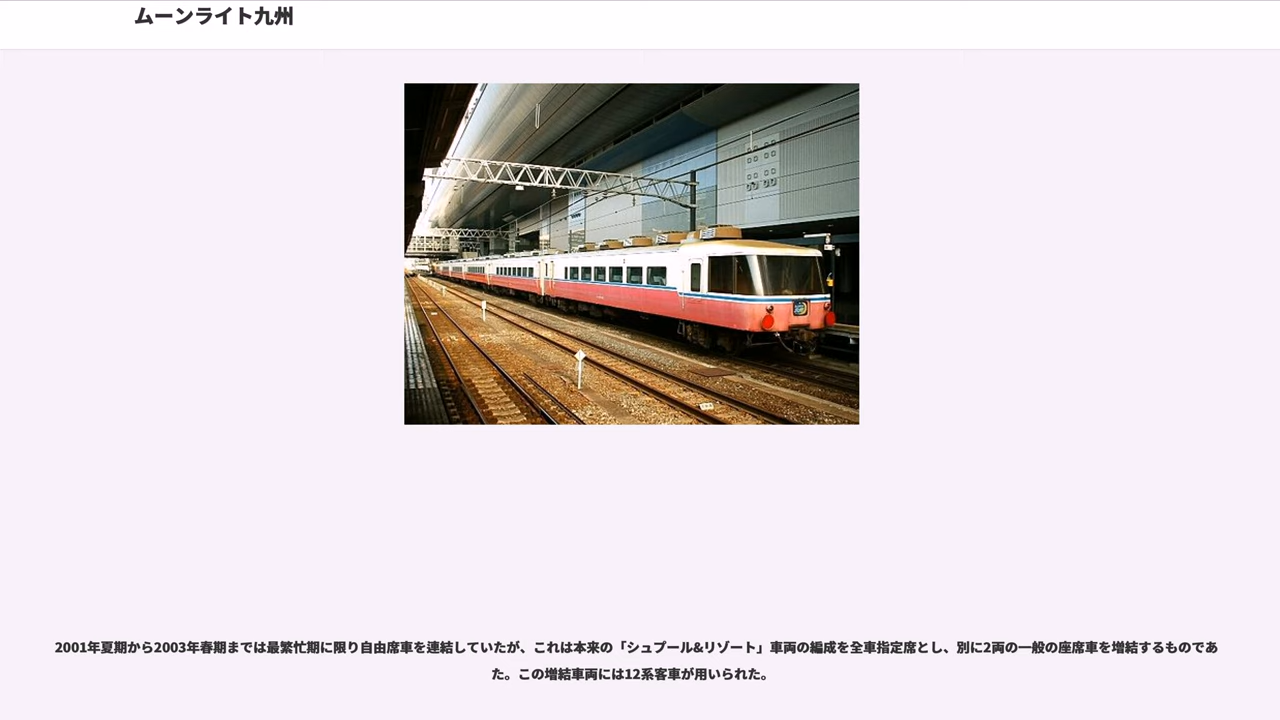 ムーンライト九州
2001年夏期から2003年春期までは最繁忙期に限り自由席車を連結していたが、これは本来の「シュプール&リゾート」車両の編成を全車指定席とし、別に2両の一般の座席車を増結するものであ
た。この増結車両には12系客車が用いられた。